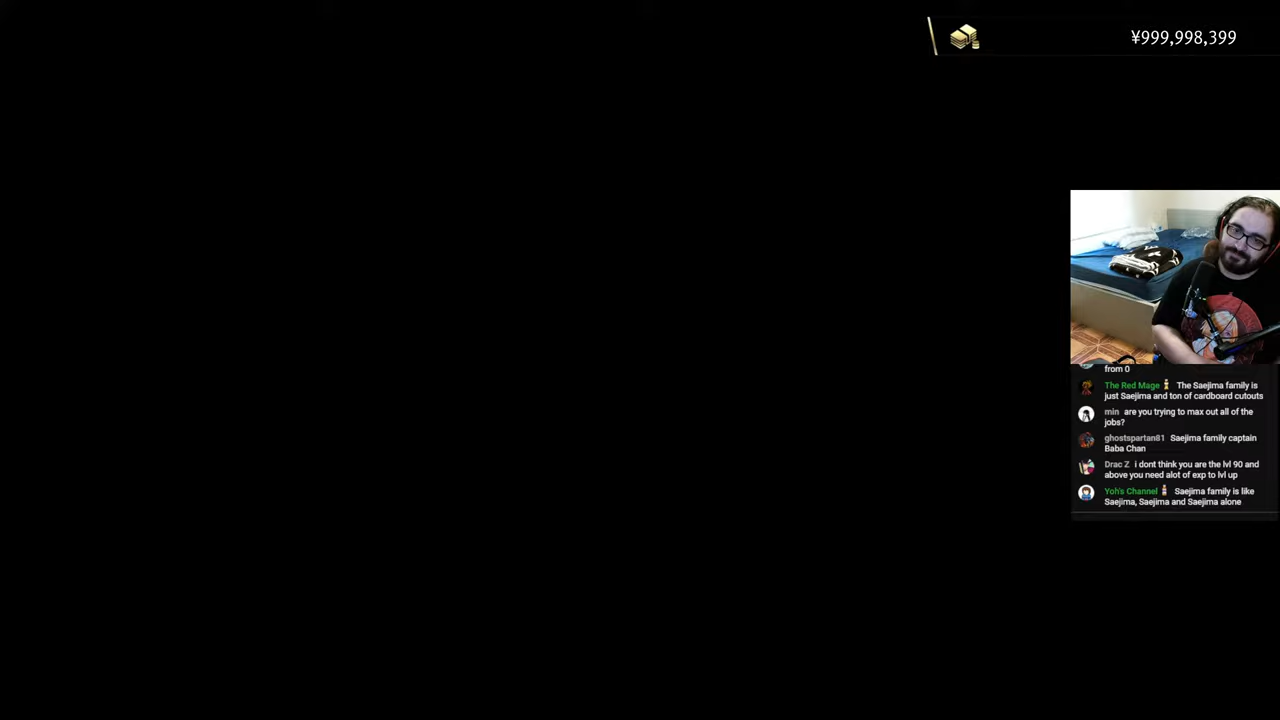 ¥999,998,399
from 0
The Red Mage The Saejima family is
just Saejima and ton of cardboard cutouts
min are you trying to max out all of the
jobs?
ghostspartan81 Saejima family captain
Baba Chan
Drac Z i dont think you are the lvl 90 and
above you need alot of exp to lvl up
Yoh's Channel Saejima family is like
Saejima, Saejima and Saejima alone